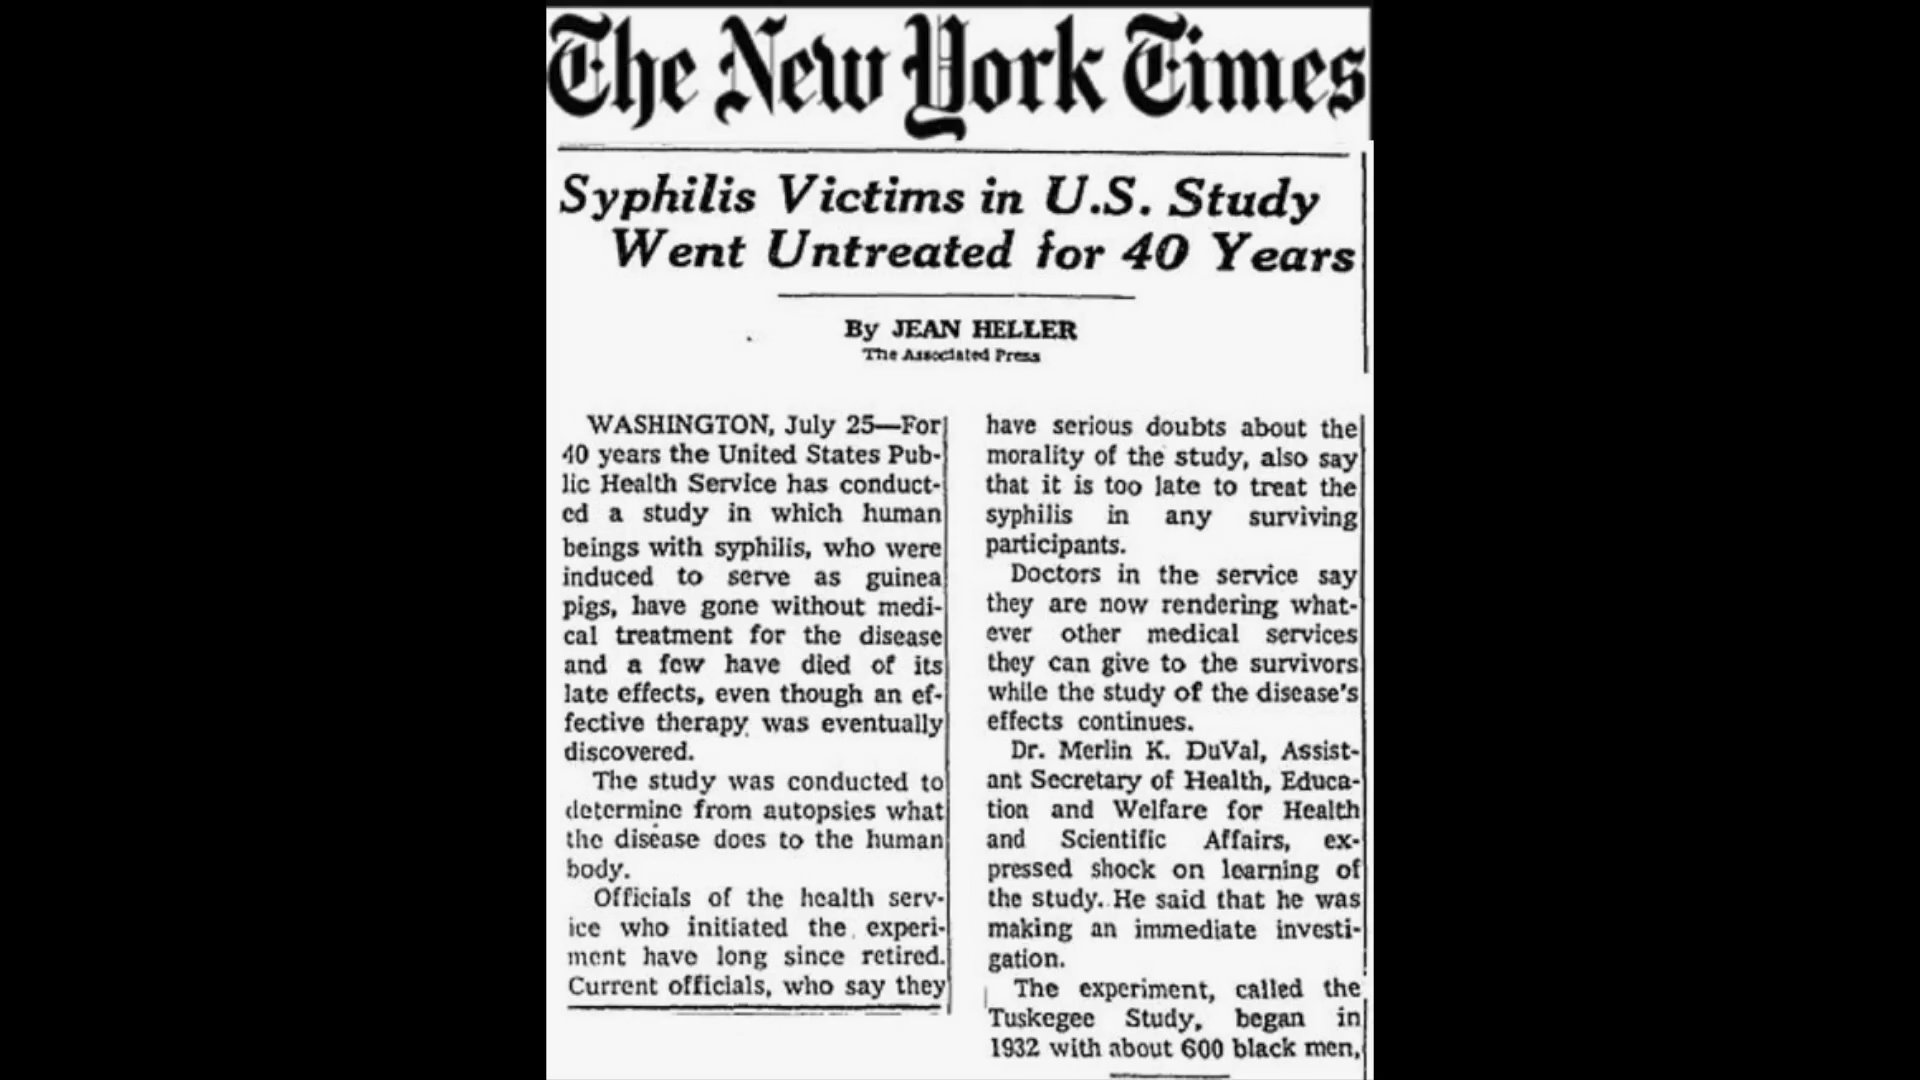 The New York Times
Syphilis Victims in U.S. Study
Went Untreated for 40 Years
By JEAN HELLER
The Associated Press
WASHINGTON, July 25—For
40 years the United States Pub-
lic Health Service has conduct-
ed a study in which human
beings with syphilis, who were
induced to serve as guinea
pigs, have gone without medi-
cal treatment for the disease
and a few have died of its
late effects, even though an ef-
fective therapy was eventually
discovered.
The study was conducted to
determine from autopsies what
the disease does to the human
body.
Officials of the health serv-
ice who initiated the experi-
ment have long since retired.
Current officials, who say they
have serious doubts about the
morality of the study, also say
that it is too late to treat the
syphilis in any surviving
participants.
Doctors in the service say
they are now rendering what-
ever other medical services
they can give to the survivors
while the study of the disease's
effects continues.
Dr. Merlin K. DuVal, Assist-
ant Secretary of Health, Educa-
tion and Welfare for Health
and Scientific Affairs, ex-
pressed shock on learning of
the study. He said that he was
making an immediate investi-
gation.
The experiment, called the
Tuskegee Study, began in
1932 with about 600 black men,